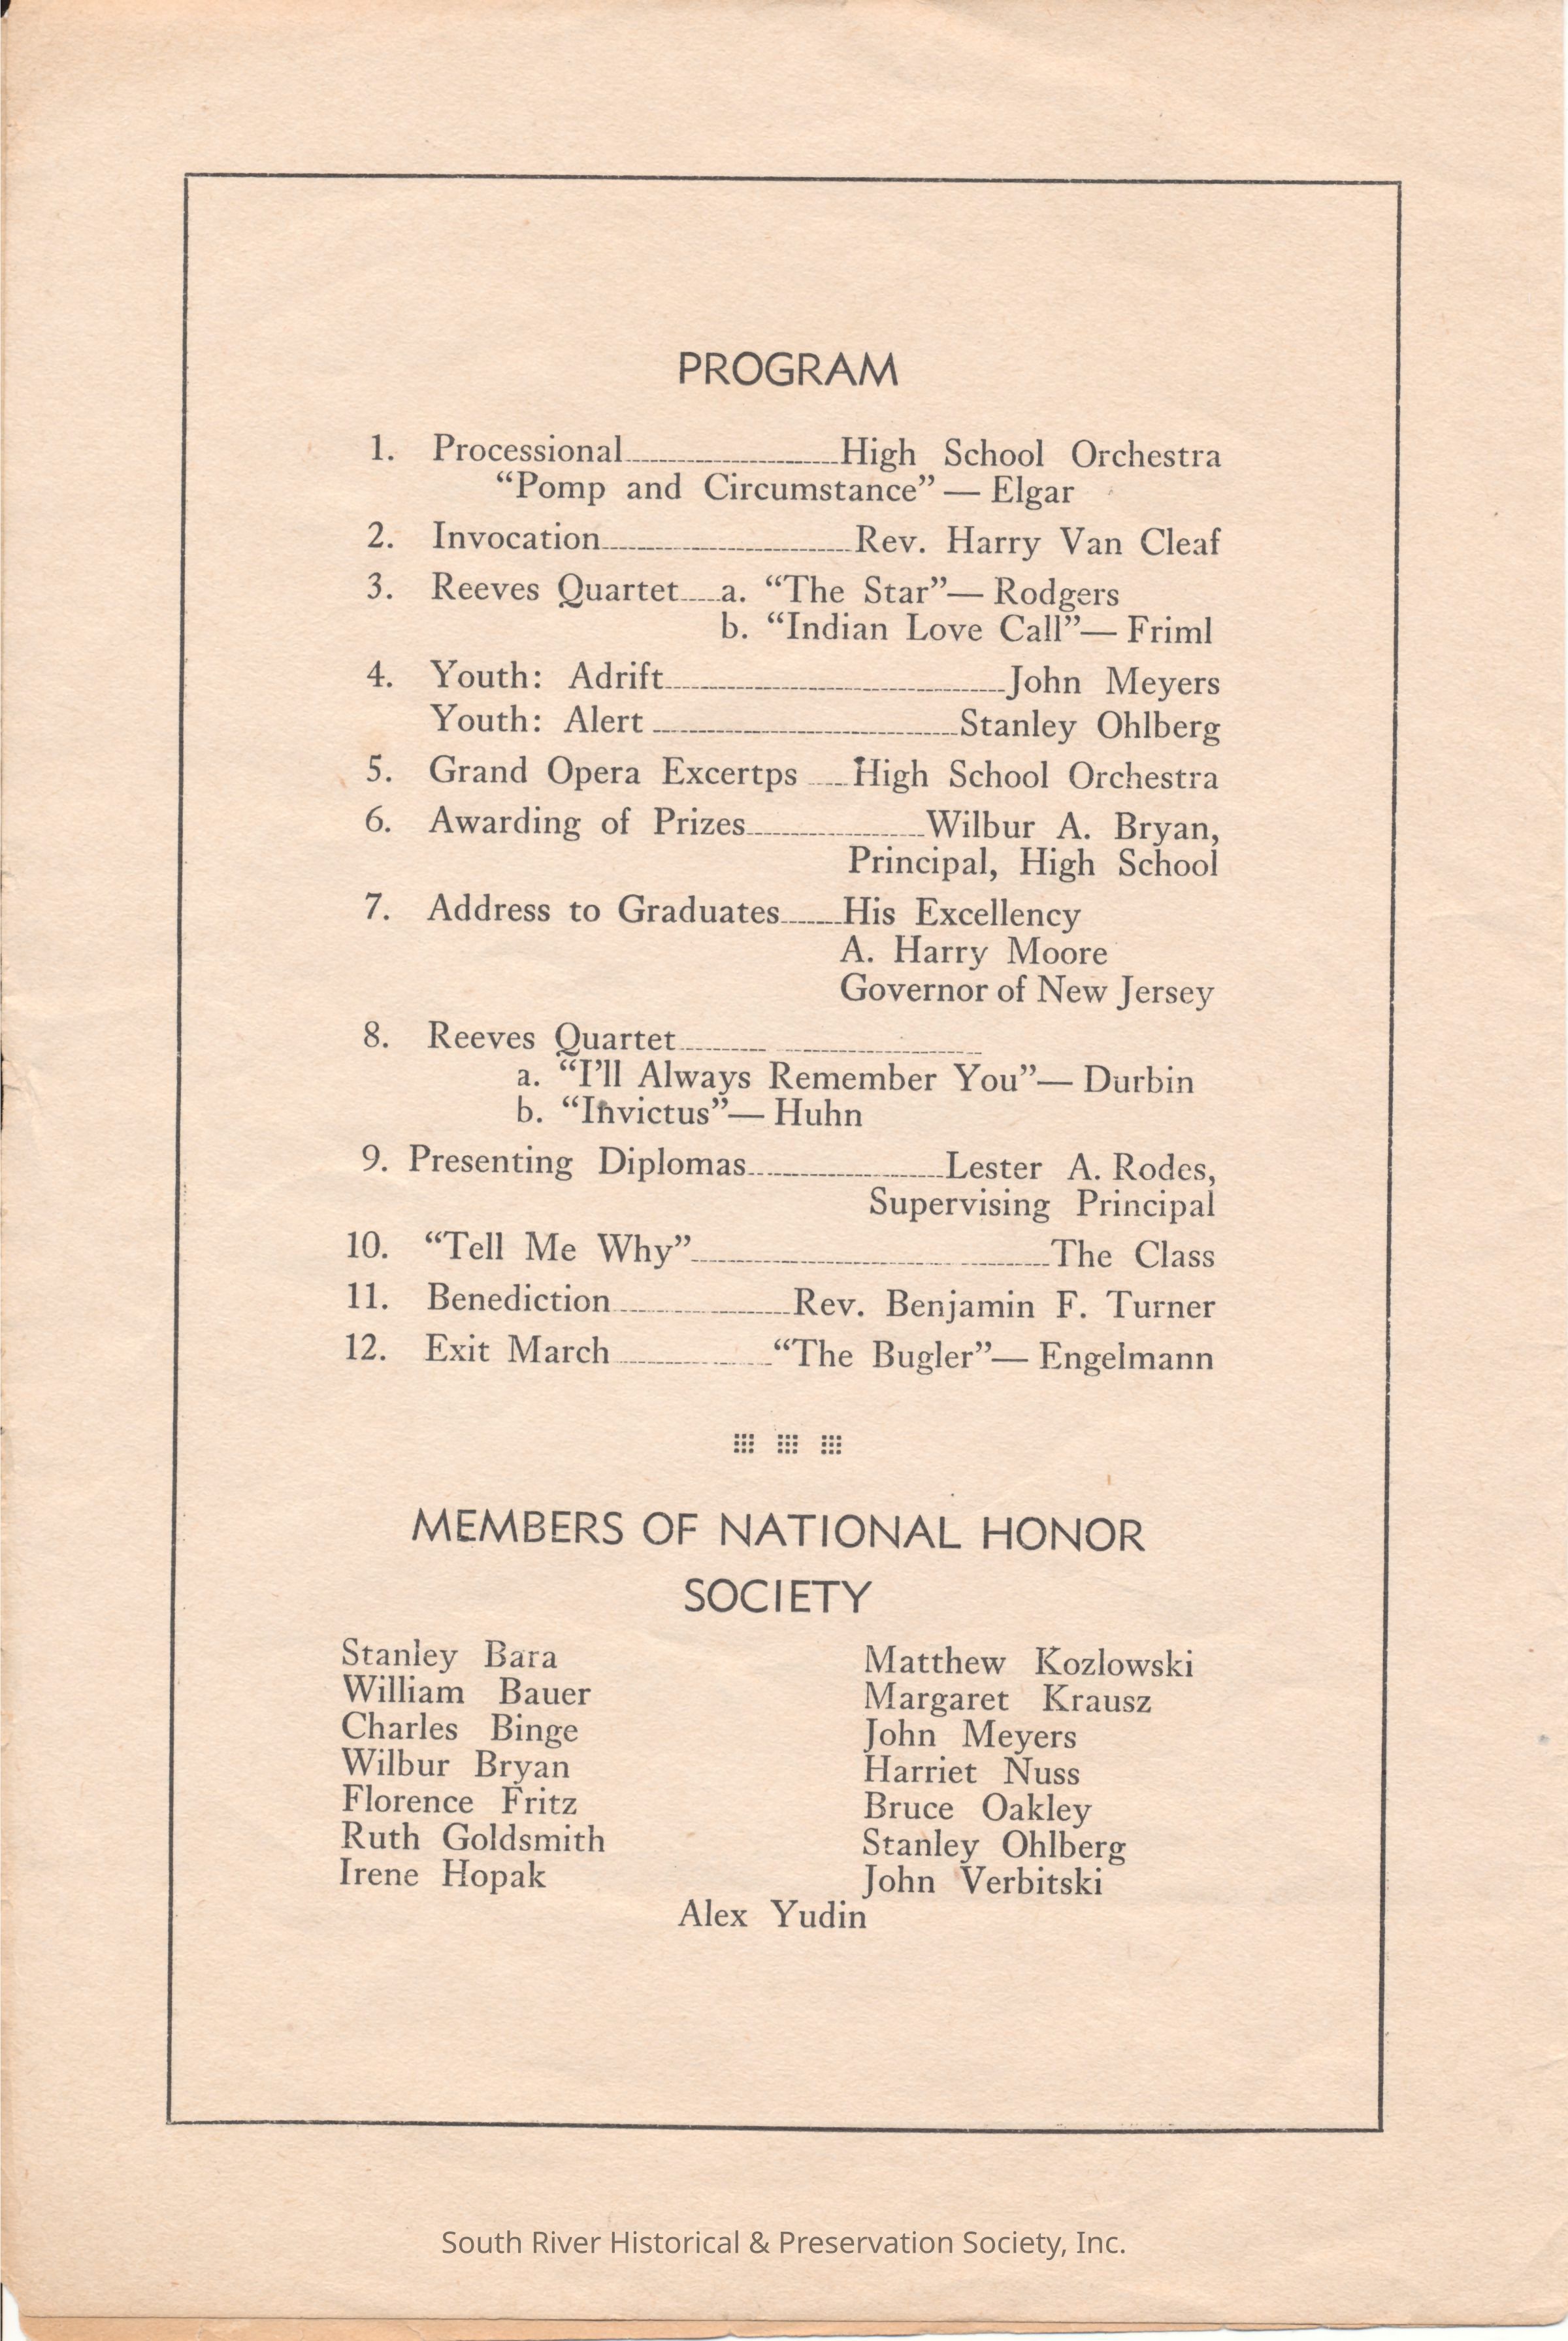 PROGRAM
1. Processional High School Orchestra
“Pomp and Circumstance” — Elgar
2. Invocation Rev. Harry Van Cleaf
3. Reeves Quartet a. “The Star”— Rodgers
b. “Indian Love Call”— Friml
4. Youth: Adrift John Meyers
Youth: Alert Stanley Ohlberg
5. Grand Opera Excertps High School Orchestra
6. Awarding of Prizes Wilbur A. Bryan,
Principal, High School
7. Address to Graduates His Excellency
A. Harry Moore
Governor of New Jersey
8. Reeves Quartet
a. “I’ll Always Remember You”— Durbin
b. “Invictus”— Huhn
9. Presenting Diplomas Lester A. Rodes,
Supervising Principal
10. “Tell Me Why” The Class
11. Benediction Rev. Benjamin F. Turner
12. Exit March “The Bugler”— Engelmann
MEMBERS OF NATIONAL HONOR
SOCIETY
Stanley Bara
William Bauer
Charles Binge
Wilbur Bryan
Florence Fritz
Ruth Goldsmith
Irene Hopak
Matthew Kozlowski
Margaret Krausz
John Meyers
Harriet Nuss
Bruce Oakley
Stanley Ohlberg
John Verbitski
Alex Yudin
South River Historical & Preservation Society, Inc.